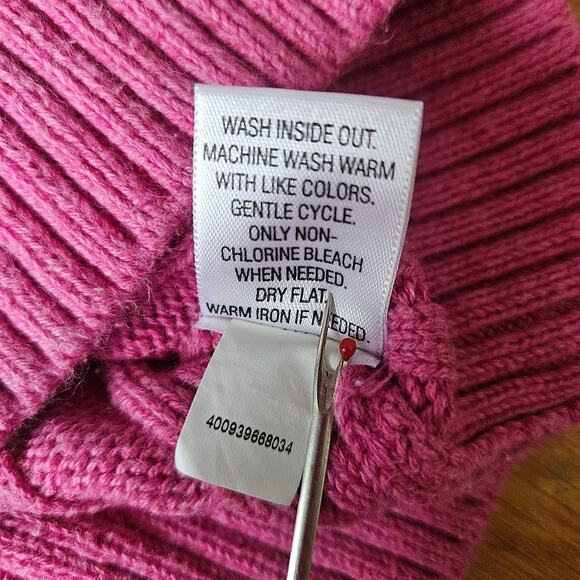 WASH INSIDE OUT.
MACHINE WASH WARM
WITH LIKE COLORS.
GENTLE CYCLE.
ONLY NON-
CHLORINE BLEACH
WHEN NEEDED.
DRY FLAT.
WARM IRON IF NEEDED.
400939668034